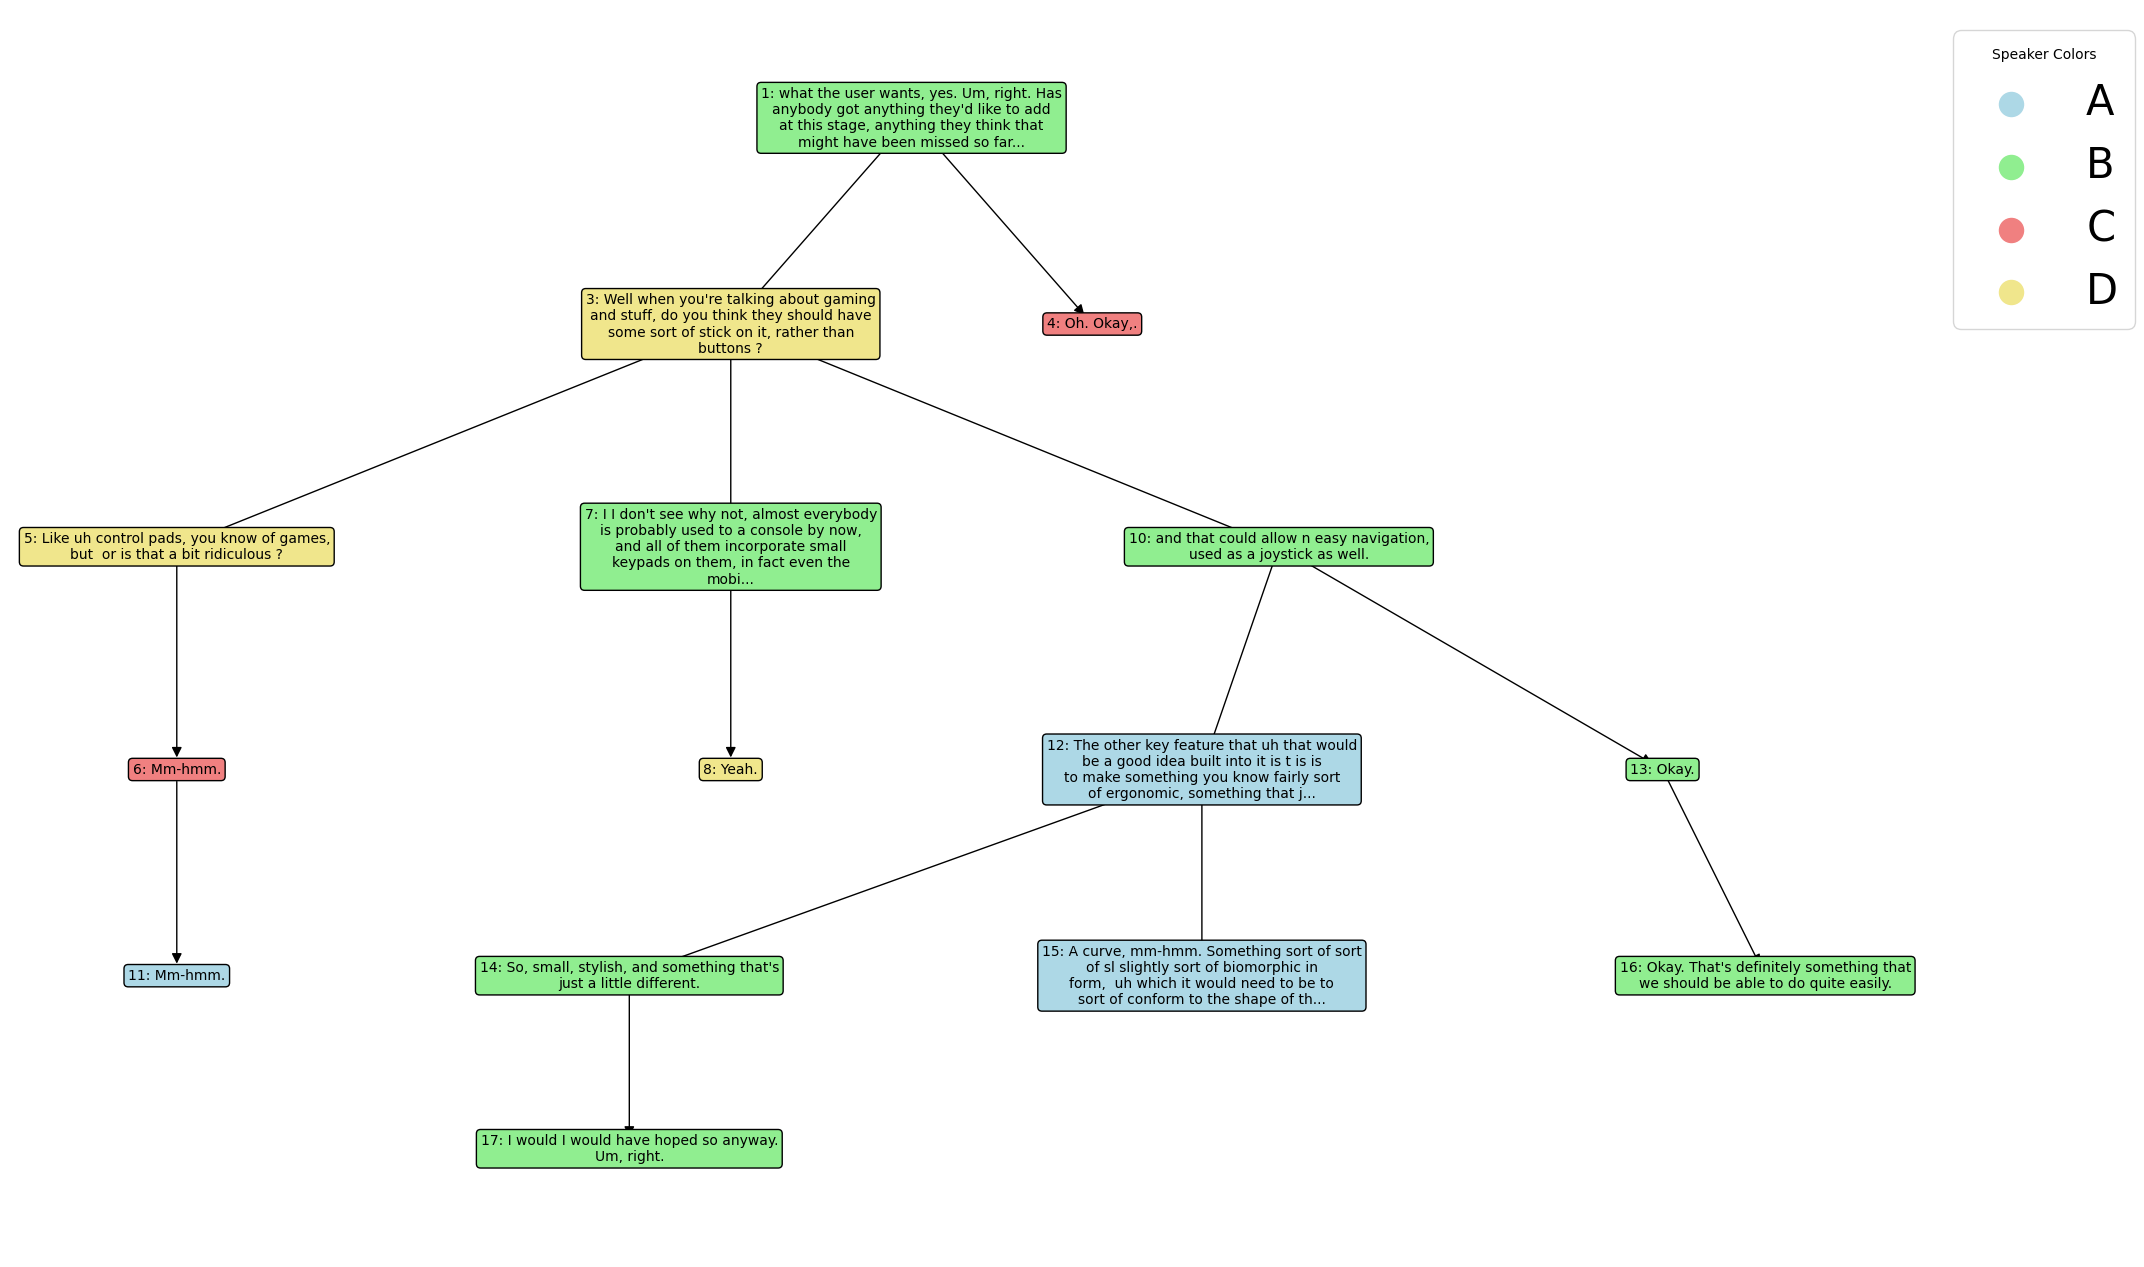 Speaker Colors
A
B
C
D
1: what the user wants, yes. Um, right. Has
anybody got anything they'd like to add
at this stage, anything they think that
might have been missed so far...
3: Well when you're talking about gaming
and stuff, do you think they should have
some sort of stick on it, rather than
buttons ?
4: Oh. Okay,.
5: Like uh control pads, you know of games,
but  or is that a bit ridiculous ?
7: I I don't see why not, almost everybody
is probably used to a console by now,
and all of them incorporate small
keypads on them, in fact even the
mobi...
10: and that could allow n easy navigation,
used as a joystick as well.
6: Mm-hmm.
8: Yeah.
12: The other key feature that uh that would
be a good idea built into it is t is is
to make something you know fairly sort
of ergonomic, something that j...
13: Okay.
11: Mm-hmm.
14: So, small, stylish, and something that's
just a little different.
15: A curve, mm-hmm. Something sort of sort
of sl slightly sort of biomorphic in
form,  uh which it would need to be to
sort of conform to the shape of th...
16: Okay. That's definitely something that
we should be able to do quite easily.
17: I would I would have hoped so anyway.
Um, right.